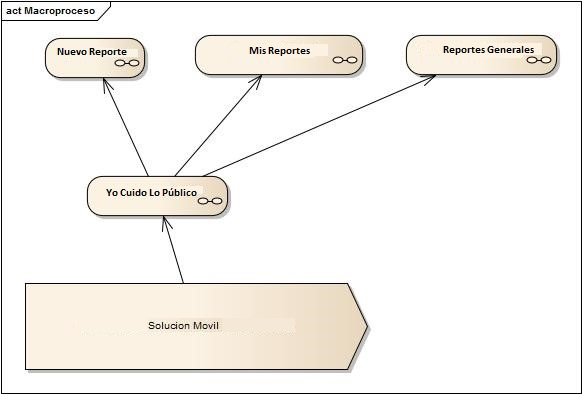 act Macroproceso
Nuevo Reporte
Mis Reportes
Reportes Generales
Yo Cuido Lo Público
Solucion Movil